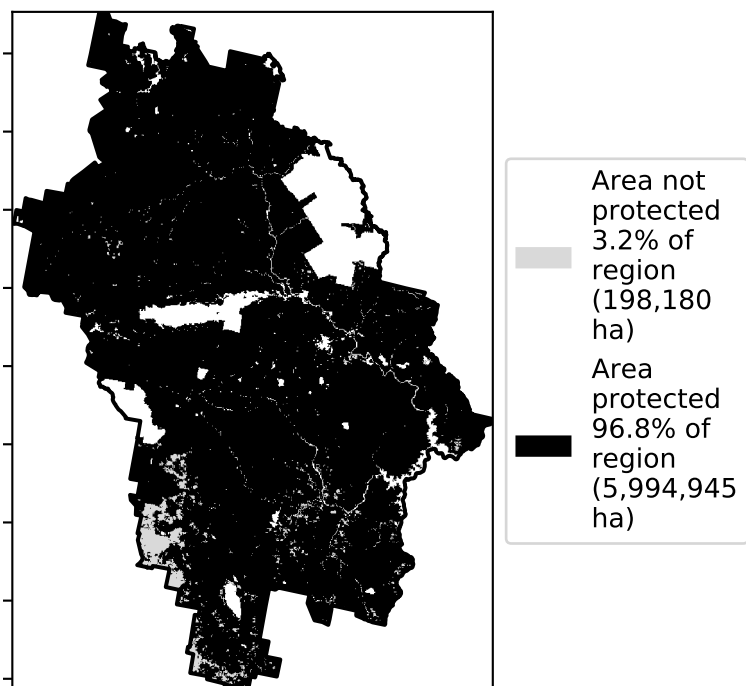 Area not
protected
3.2% of
region
(198,180
ha)
Area
protected
96.8% of
region
(5,994,945
ha)